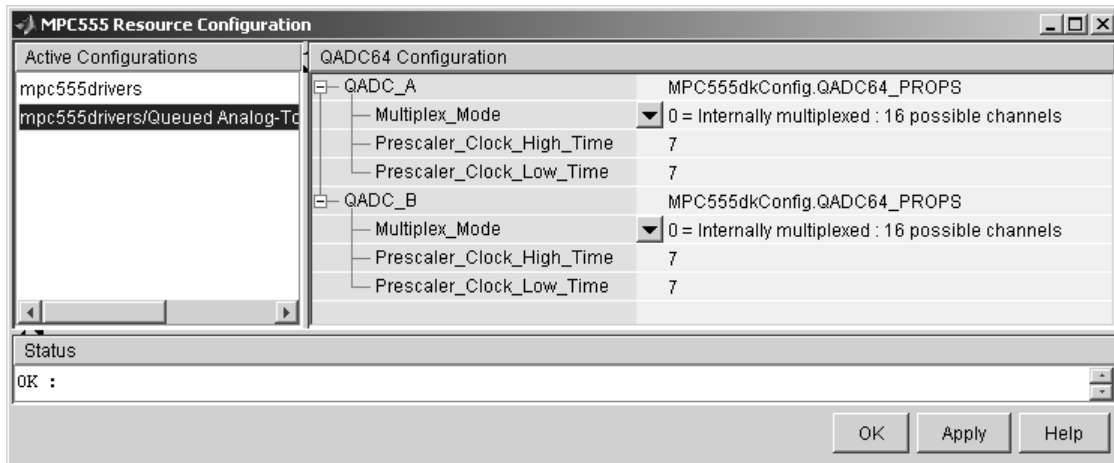 MPC555 Resource Configuration
Active Configurations
mpc555drivers
mpc555drivers/Queued Analog-To
QADC64 Configuration
QADC_A MPC555dkConfig.QADC64_PROPS
Multiplex_Mode 0 = Internally multiplexed : 16 possible channels
Prescaler_Clock_High_Time 7
Prescaler_Clock_Low_Time 7
QADC_B MPC555dkConfig.QADC64_PROPS
Multiplex_Mode 0 = Internally multiplexed : 16 possible channels
Prescaler_Clock_High_Time 7
Prescaler_Clock_Low_Time 7
Status
OK :
OK Apply Help